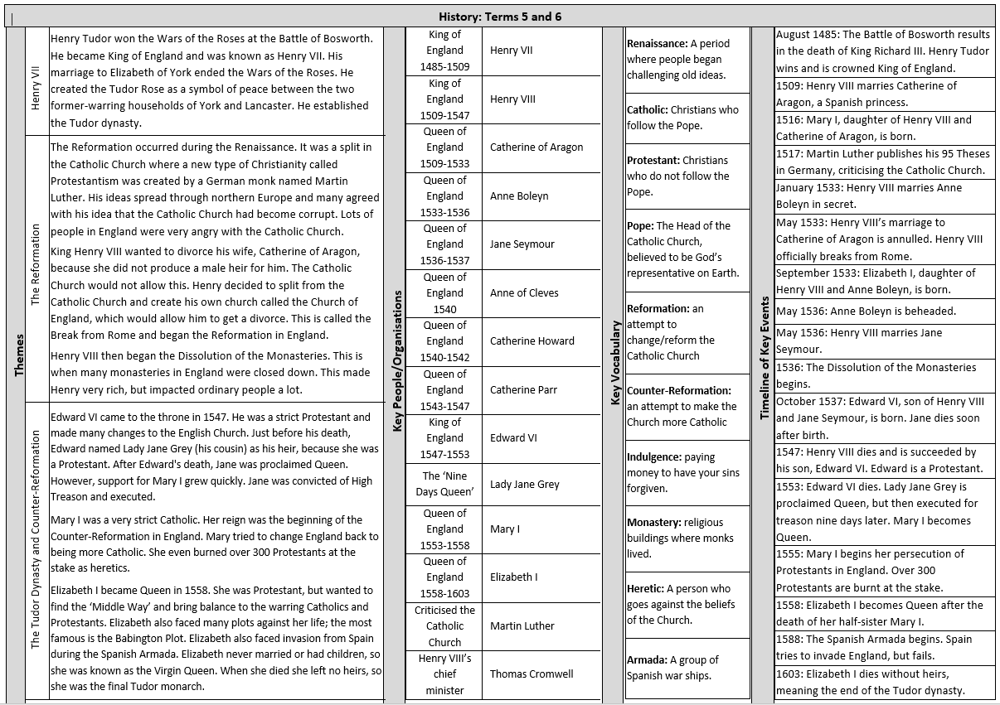 History: Terms 5 and 6
Themes
Henry VII
Henry Tudor won the Wars of the Roses at the Battle of Bosworth.
He became King of England and was known as Henry VII. His
marriage to Elizabeth of York ended the Wars of the Roses. He
created the Tudor Rose as a symbol of peace between the two
former-warring households of York and Lancaster. He established
the Tudor dynasty.
The Reformation
The Reformation occurred during the Renaissance. It was a split in
the Catholic Church where a new type of Christianity called
Protestantism was created by a German monk named Martin
Luther. His ideas spread through northern Europe and many agreed
with his idea that the Catholic Church had become corrupt. Lots of
people in England were very angry with the Catholic Church.
King Henry VIII wanted to divorce his wife, Catherine of Aragon,
because she did not produce a male heir for him. The Catholic
Church would not allow this. Henry decided to split from the
Catholic Church and create his own church called the Church of
England, which would allow him to get a divorce. This is called the
Break from Rome and began the Reformation in England.
Henry VIII then began the Dissolution of the Monasteries. This is
when many monasteries in England were closed down. This made
Henry very rich, but impacted ordinary people a lot.
The Tudor Dynasty and Counter-Reformation
Edward VI came to the throne in 1547. He was a strict Protestant and
made many changes to the English Church. Just before his death,
Edward named Lady Jane Grey (his cousin) as his heir, because she was
a Protestant. After Edward's death, Jane was proclaimed Queen.
However, support for Mary I grew quickly. Jane was convicted of High
Treason and executed.
Mary I was a very strict Catholic. Her reign was the beginning of the
Counter-Reformation in England. Mary tried to change England back to
being more Catholic. She even burned over 300 Protestants at the
stake as heretics.
Elizabeth I became Queen in 1558. She was Protestant, but wanted to
find the ‘Middle Way’ and bring balance to the warring Catholics and
Protestants. Elizabeth also faced many plots against her life; the most
famous is the Babington Plot. Elizabeth also faced invasion from Spain
during the Spanish Armada. Elizabeth never married or had children, so
she was known as the Virgin Queen. When she died she left no heirs, so
she was the final Tudor monarch.
Key People/Organisations
King of
England
1485-1509
Henry VII
King of
England
1509-1547
Henry VIII
Queen of
England
1509-1533
Catherine of Aragon
Queen of
England
1533-1536
Anne Boleyn
Queen of
England
1536-1537
Jane Seymour
Queen of
England
1540
Anne of Cleves
Queen of
England
1540-1542
Catherine Howard
Queen of
England
1543-1547
Catherine Parr
King of
England
1547-1553
Edward VI
The ‘Nine
Days Queen’
Lady Jane Grey
Queen of
England
1553-1558
Mary I
Queen of
England
1558-1603
Elizabeth I
Criticised the
Catholic
Church
Martin Luther
Henry VIII’s
chief
minister
Thomas Cromwell
Key Vocabulary
Renaissance: A period
where people began
challenging old ideas.
Catholic: Christians who
follow the Pope.
Protestant: Christians
who do not follow the
Pope.
Pope: The Head of the
Catholic Church,
believed to be God’s
representative on Earth.
Reformation: an
attempt to
change/reform the
Catholic Church
Counter-Reformation:
an attempt to make the
Church more Catholic
Indulgence: paying
money to have your sins
forgiven.
Monastery: religious
buildings where monks
lived.
Heretic: A person who
goes against the beliefs
of the Church.
Armada: A group of
Spanish war ships.
Timeline of Key Events
August 1485: The Battle of Bosworth results
in the death of King Richard III. Henry Tudor
wins and is crowned King of England.
1509: Henry VIII marries Catherine of
Aragon, a Spanish princess.
1516: Mary I, daughter of Henry VIII and
Catherine of Aragon, is born.
1517: Martin Luther publishes his 95 Theses
in Germany, criticising the Catholic Church.
January 1533: Henry VIII marries Anne
Boleyn in secret.
May 1533: Henry VIII’s marriage to
Catherine of Aragon is annulled. Henry VIII
officially breaks from Rome.
September 1533: Elizabeth I, daughter of
Henry VIII and Anne Boleyn, is born.
May 1536: Anne Boleyn is beheaded.
May 1536: Henry VIII marries Jane
Seymour.
1536: The Dissolution of the Monasteries
begins.
October 1537: Edward VI, son of Henry VIII
and Jane Seymour, is born. Jane dies soon
after birth.
1547: Henry VIII dies and is succeeded by
his son, Edward VI. Edward is a Protestant.
1553: Edward VI dies. Lady Jane Grey is
proclaimed Queen, but then executed for
treason nine days later. Mary I becomes
Queen.
1555: Mary I begins her persecution of
Protestants in England. Over 300
Protestants are burnt at the stake.
1558: Elizabeth I becomes Queen after the
death of her half-sister Mary I.
1588: The Spanish Armada begins. Spain
tries to invade England, but fails.
1603: Elizabeth I dies without heirs,
meaning the end of the Tudor dynasty.